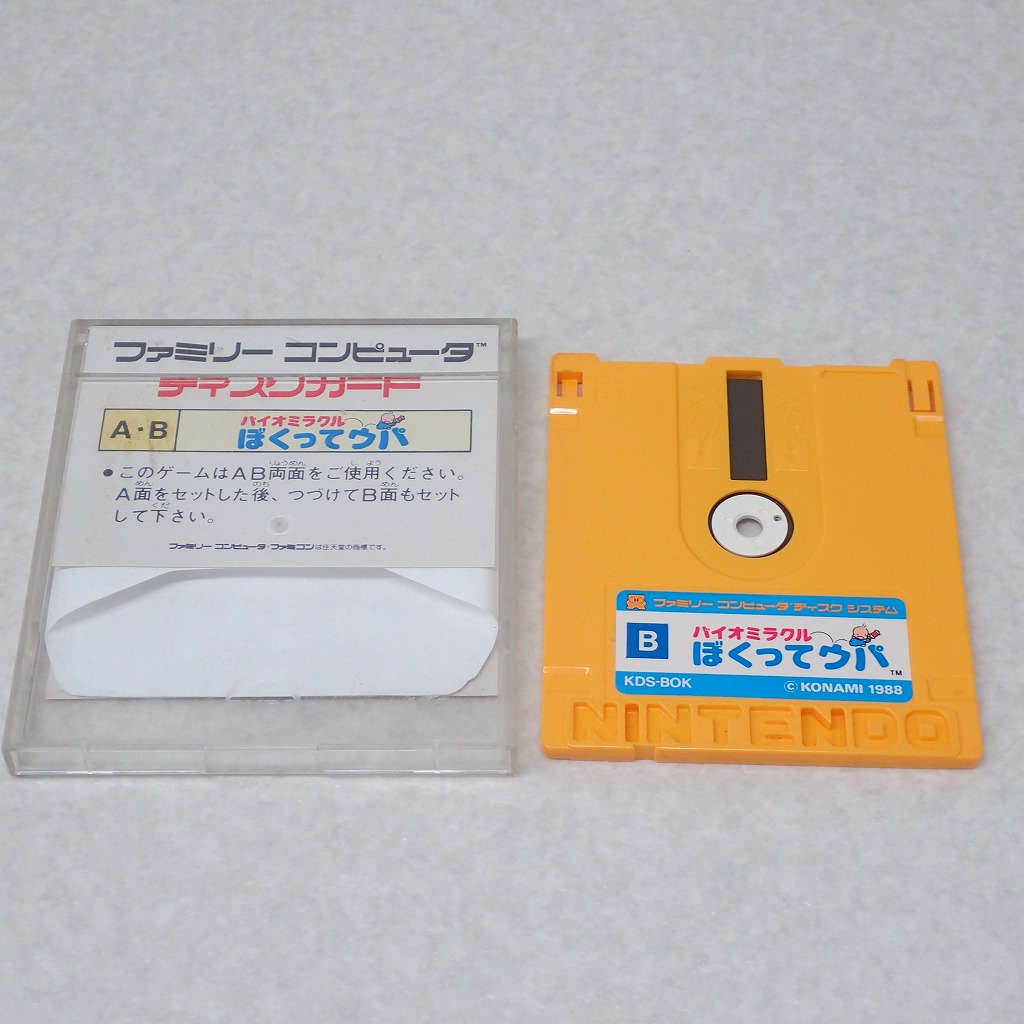 ファミリー コンピュータ™
ディスクカード
A・B
バイオミラクル
ぼくってウパ
●このゲームはAB両面をご使用ください。
A面をセットした後、つづけてB面もセット
して下さい。
ファミリー コンピュータ・ファミコンは任天堂の商標です。
ファミリー コンピュータ ディスク システム
B
バイオミラクル
ぼくってウパ™
KDS-BOK
© KONAMI 1988
NINTENDO